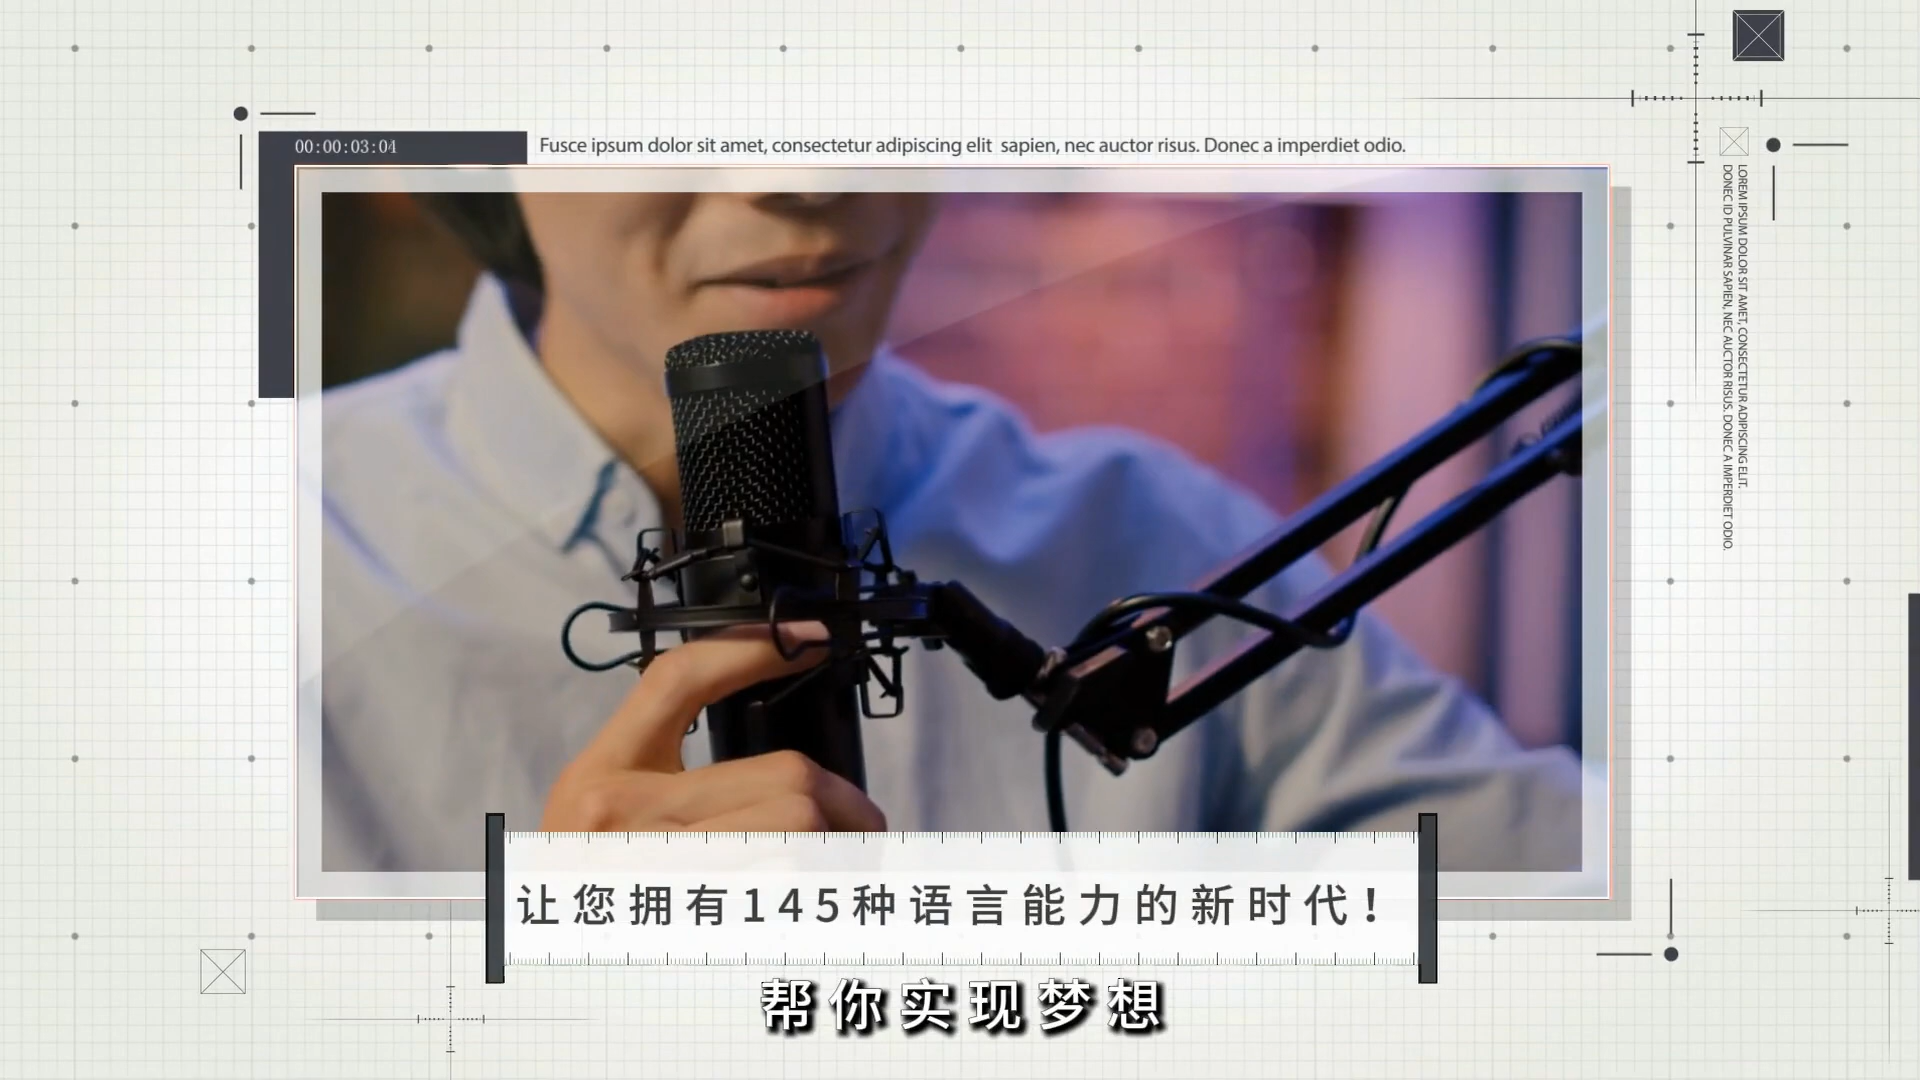 00:00:03:04
Fusce ipsum dolor sit amet, consectetur adipiscing elit  sapien, nec auctor risus. Donec a imperdiet odio.
LOREM IPSUM DOLOR SIT AMET, CONSECTETUR ADIPISCING ELIT.
DONEC ID PULVINAR SAPIEN, NEC AUCTOR RISUS. DONEC A IMPERDIET ODIO.
让您拥有145种语言能力的新时代！
帮你实现梦想